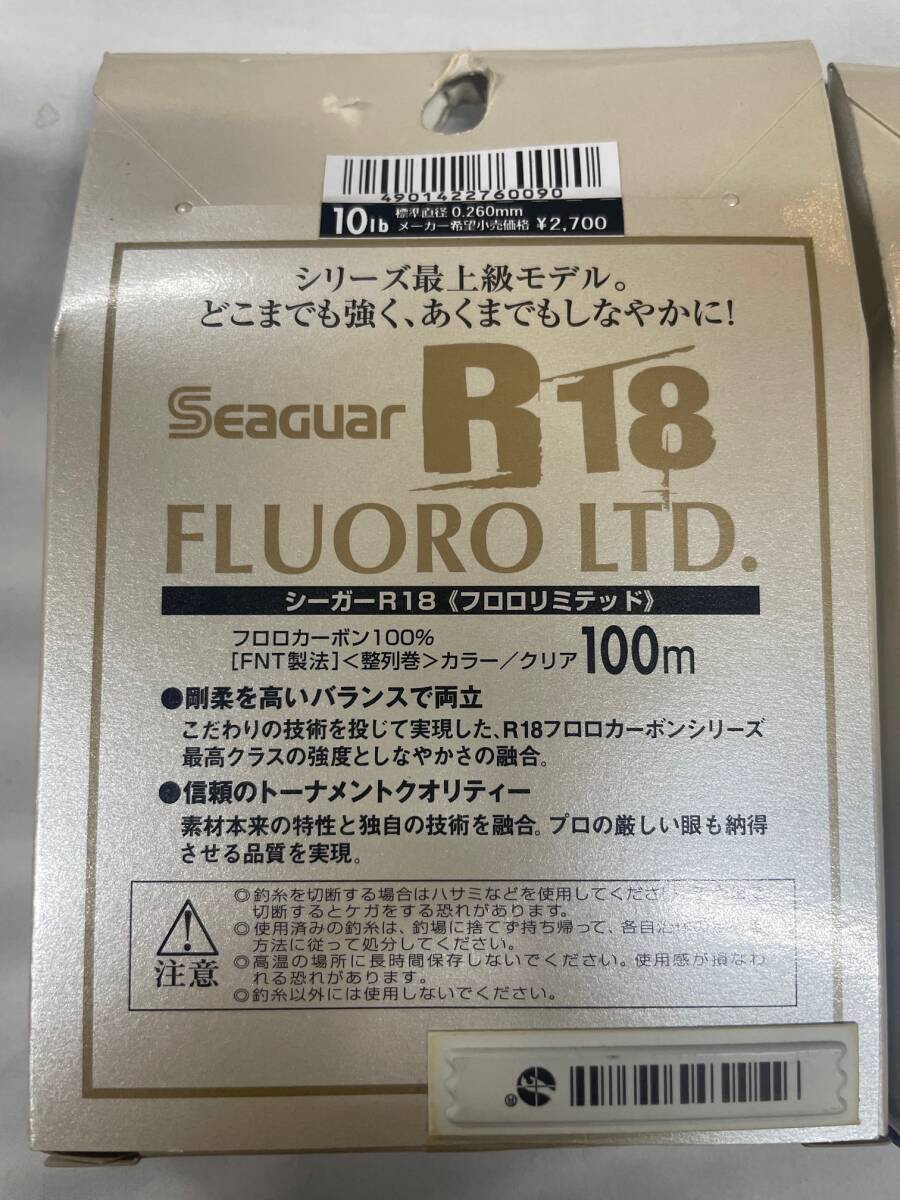 4901422760090
10lb 標準直径 0.260mm
メーカー希望小売価格 ¥2,700
シリーズ最上級モデル。
どこまでも強く、あくまでもしなやかに!
Seaguar R18
FLUORO LTD.
シーガーR18《フロロリミテッド》
フロロカーボン100%
[FNT製法]<整列巻>カラー/クリア 100m
●剛柔を高いバランスで両立
こだわりの技術を投じて実現した、R18フロロカーボンシリーズ
最高クラスの強度としなやかさの融合。
●信頼のトーナメントクオリティー
素材本来の特性と独自の技術を融合。プロの厳しい眼も納得
させる品質を実現。
注意
◎釣糸を切断する場合はハサミなどを使用してくださ
切断するとケガをする恐れがあります。
◎使用済みの釣糸は、釣場に捨てず持ち帰って、各自
方法に従って処分してください。
◎高温の場所に長時間保存しないでください。使用感が損なわ
れる恐れがあります。
◎釣糸以外には使用しないでください。
®